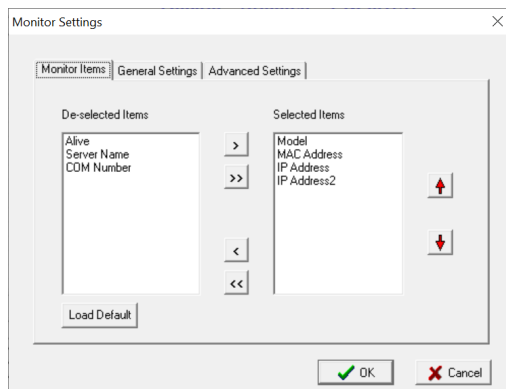 Monitor Settings
Monitor Items General Settings Advanced Settings
De-selected Items
Selected Items
Alive
Server Name
COM Number
>
>>
<
<<
Model
MAC Address
IP Address
IP Address2
Load Default
OK
Cancel